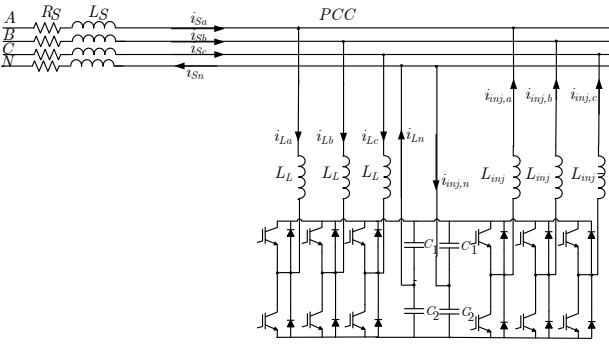 A R_S L_S i_Sa PCC
B i_Sb
C i_Sc
N i_Sn
i_inj,a i_inj,b i_inj,c
i_La i_Lb i_Lc i_Ln
L_L L_L L_L i_inj,n L_inj L_inj L_inj
C_1 C_1
C_2 C_2